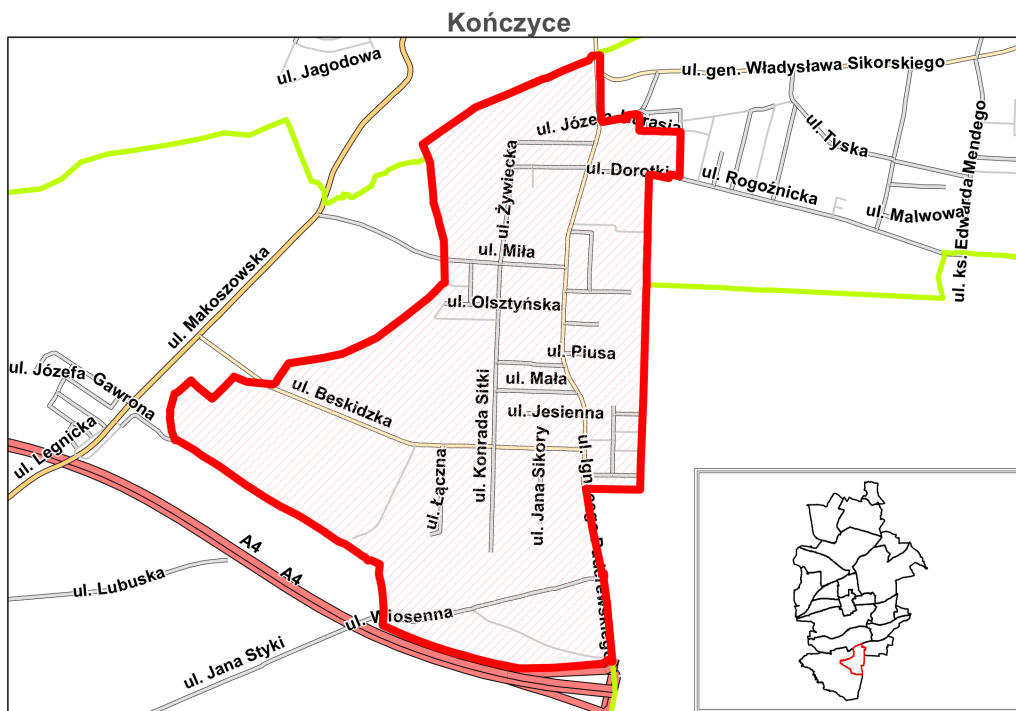 Kończyce
ul. Jagodowa
ul. gen. Władysława Sikorskiego
ul. Józefa
ul. Tyska
ul. Żywiecka
ul. Dorotki
ul. Rogoźnicka
ul. Malwowa
ul. ks. Edwarda Mendego
ul. Miła
ul. Makoszowska
ul. Olsztyńska
ul. Piusa
ul. Józefa Gawrona
ul. Mała
ul. Beskidzka
ul. Jesienna
ul. Legnicka
ul. Konrada Sitki
ul. Jana Sikory
ul. Łączna
A4
A4
ul. Lubuska
ul. Wiosenna
ul. Jana Styki